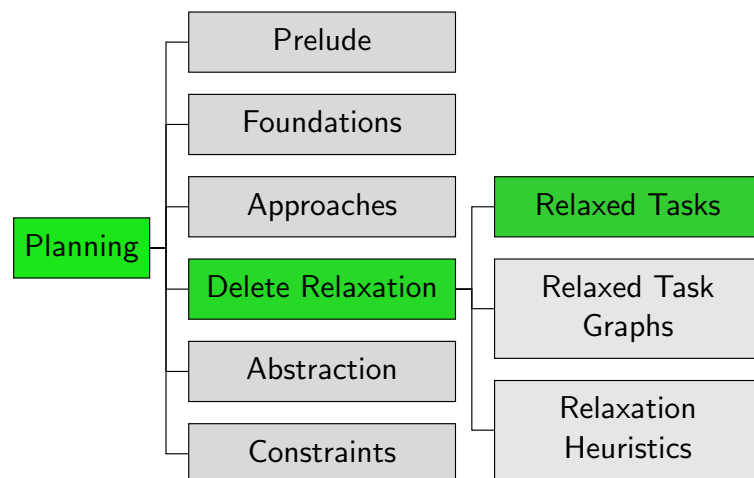 Planning
Prelude
Foundations
Approaches
Delete Relaxation
Abstraction
Constraints
Relaxed Tasks
Relaxed Task
Graphs
Relaxation
Heuristics